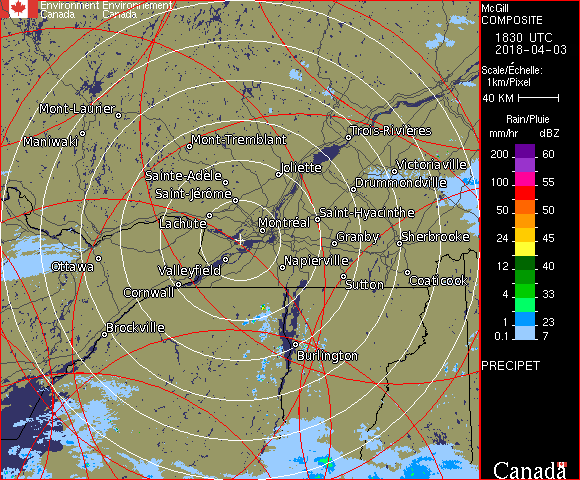 Environment Environnement
Canada Canada
McGill
COMPOSITE
1830 UTC
2018-04-03
Scale/Échelle:
1km/Pixel
40 KM
Rain/Pluie
mm/hr dBZ
200 60
100 55
50 50
24 45
12 40
4 33
1 23
0.1 7
PRECIPET
Mont-Laurier
Maniwaki
Mont-Tremblant
Trois-Rivières
Joliette
Victoriaville
Sainte-Adèle
Drummondville
Saint-Jérôme
Saint-Hyacinthe
Lachute
Montréal
Granby
Sherbrooke
Ottawa
Valleyfield
Napierville
Cornwall
Sutton
Coaticook
Brockville
Burlington
Canada